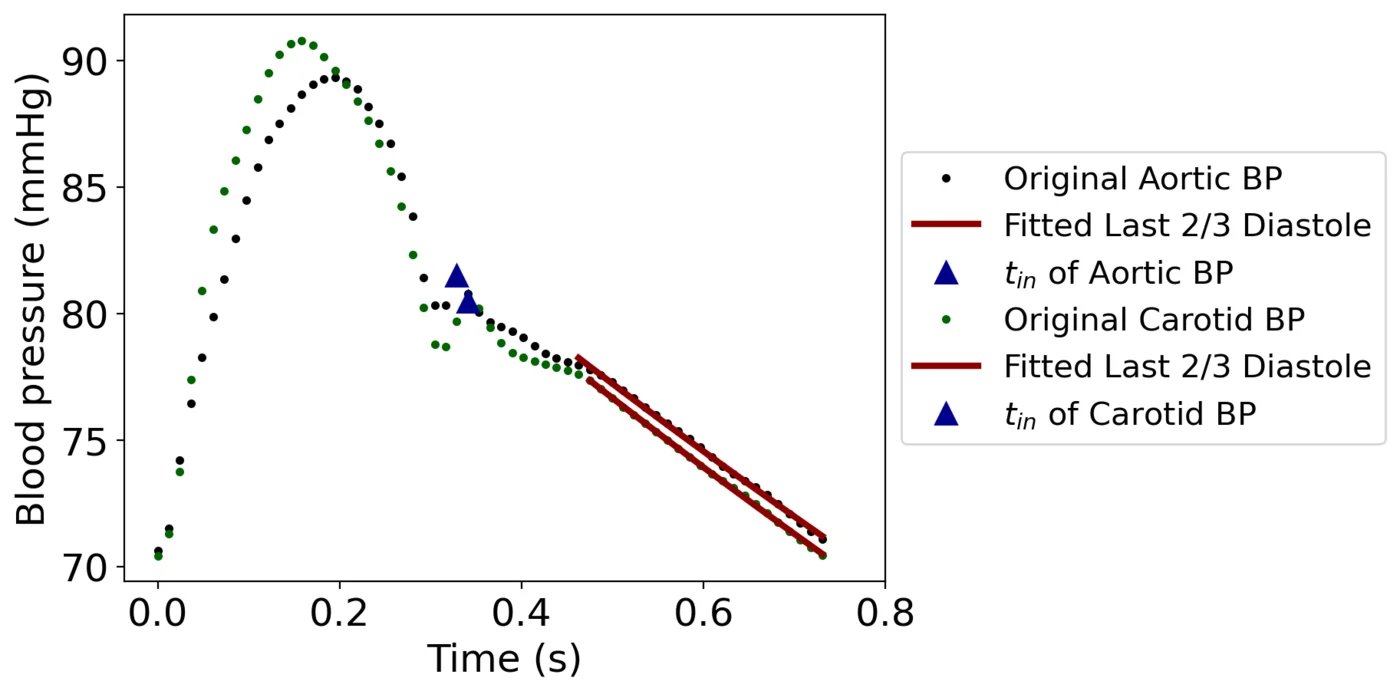 Blood pressure (mmHg)
90
85
80
75
70
0.0 0.2 0.4 0.6 0.8
Time (s)
Original Aortic BP
Fitted Last 2/3 Diastole
t_in of Aortic BP
Original Carotid BP
Fitted Last 2/3 Diastole
t_in of Carotid BP